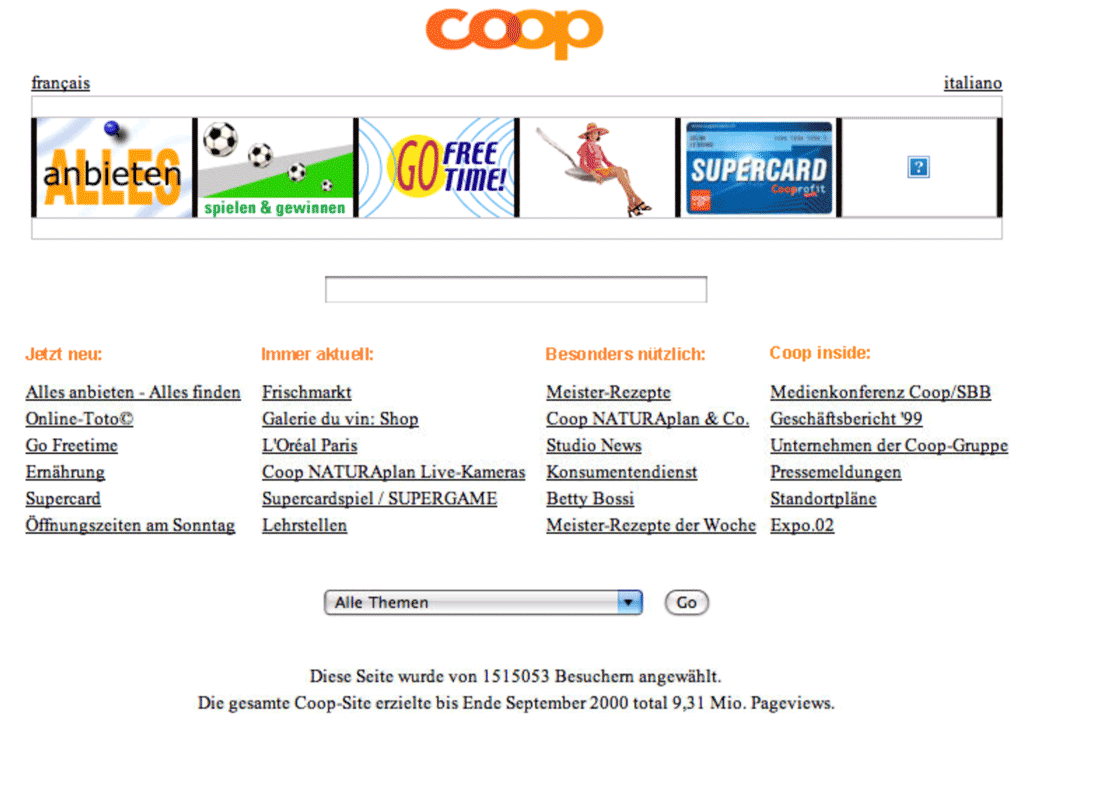 coop
français
italiano
ALLES
anbieten
spielen & gewinnen
GO FREE
TIME!
SUPERCARD
Cooprofit
?
Jetzt neu:
Alles anbieten - Alles finden
Online-Toto©
Go Freetime
Ernährung
Supercard
Öffnungszeiten am Sonntag
Immer aktuell:
Frischmarkt
Galerie du vin: Shop
L'Oréal Paris
Coop NATURAplan Live-Kameras
Supercardspiel / SUPERGAME
Lehrstellen
Besonders nützlich:
Meister-Rezepte
Coop NATURAplan & Co.
Studio News
Konsumentendienst
Betty Bossi
Meister-Rezepte der Woche
Coop inside:
Medienkonferenz Coop/SBB
Geschäftsbericht '99
Unternehmen der Coop-Gruppe
Pressemeldungen
Standortpläne
Expo.02
Alle Themen
Go
Diese Seite wurde von 1515053 Besuchern angewählt.
Die gesamte Coop-Site erzielte bis Ende September 2000 total 9,31 Mio. Pageviews.